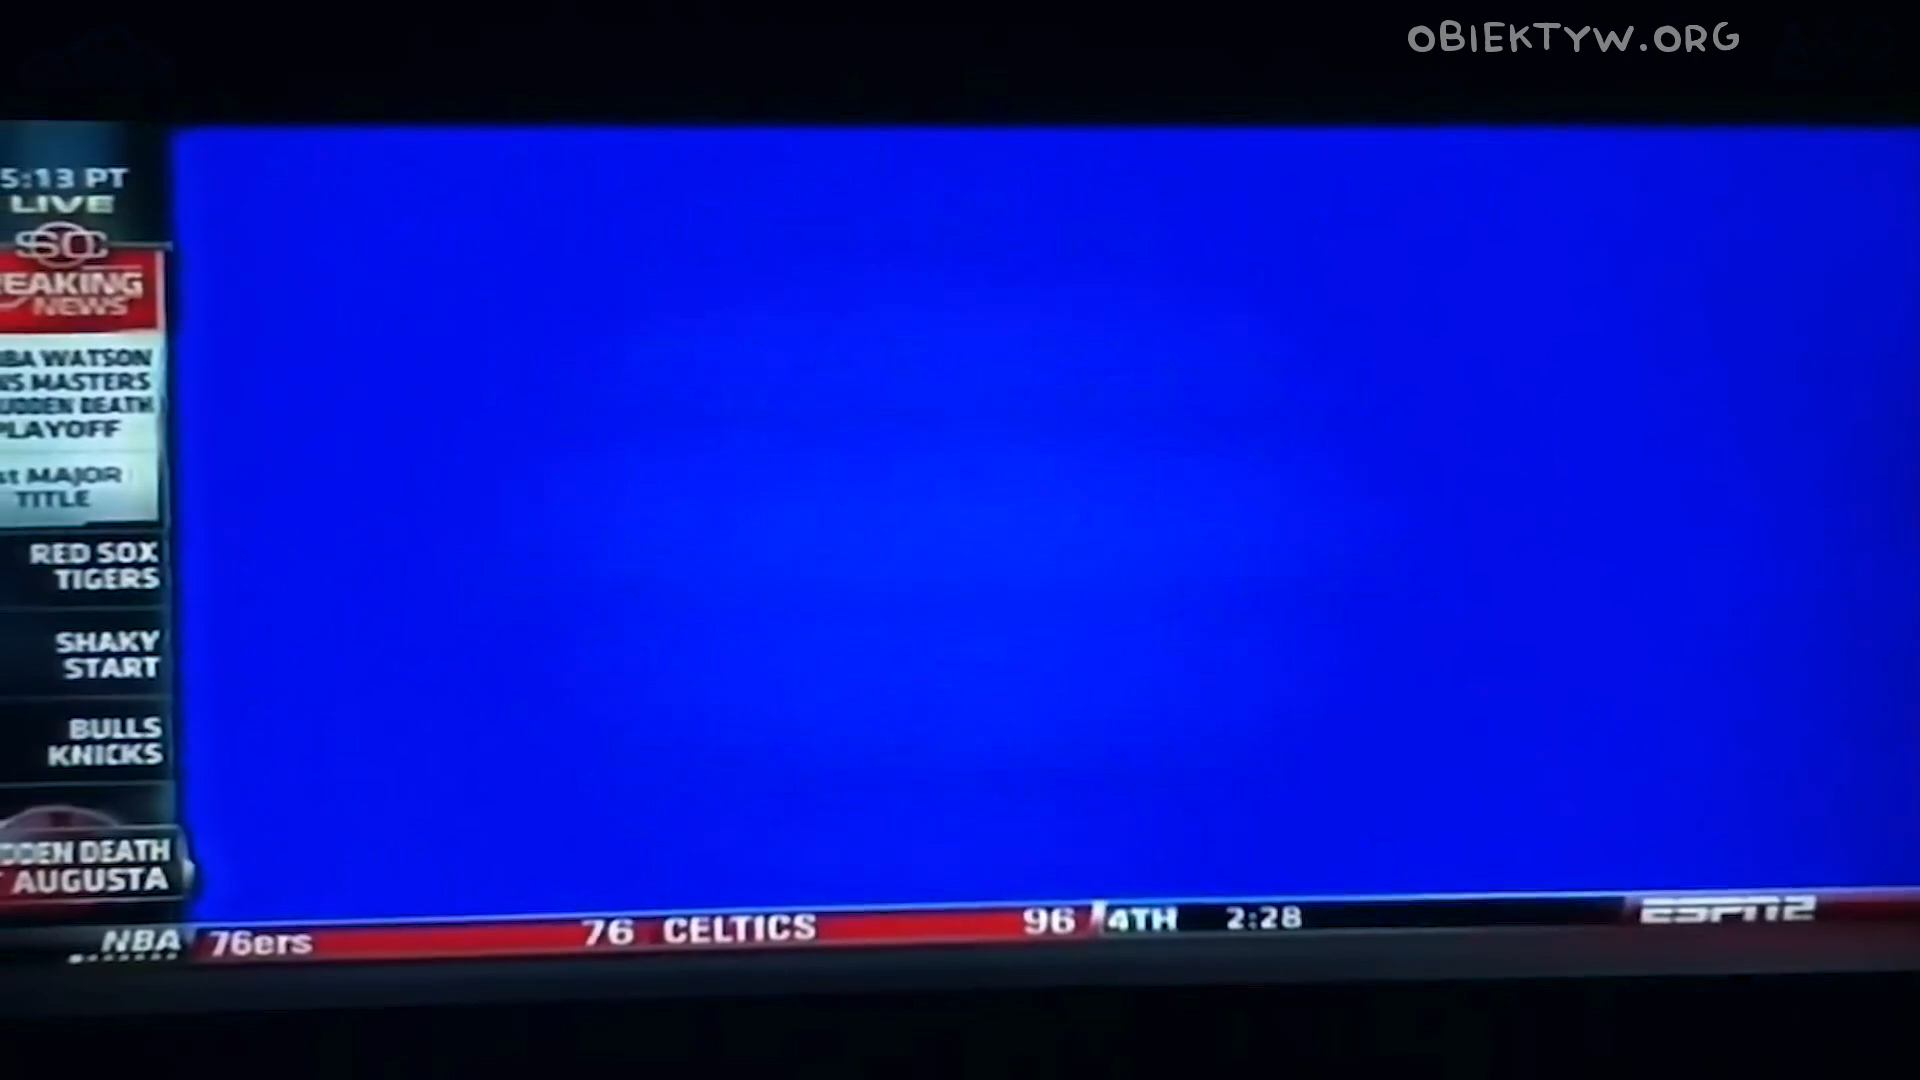 OBIEKTYW.ORG
5:13 PT
LIVE
SC
REAKING
NEWS
BA WATSON
NS MASTERS
UDDEN DEATH
PLAYOFF
st MAJOR
TITLE
RED SOX
TIGERS
SHAKY
START
BULLS
KNICKS
DDEN DEATH
AUGUSTA
NBA 76ers 76 CELTICS 96 4TH 2:28 ESPN2